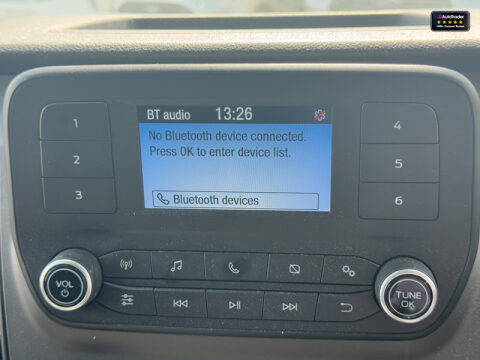 AutoTrader
BT audio 13:26
No Bluetooth device connected.
Press OK to enter device list.
Bluetooth devices
1
2
3
4
5
6
VOL
TUNE
OK